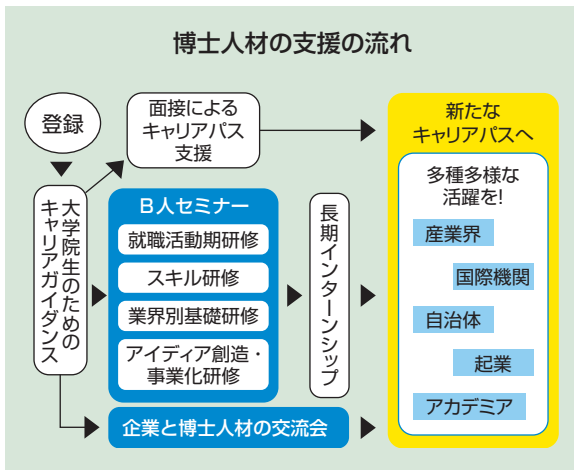 博士人材の支援の流れ
登録
面接による
キャリアパス
支援
大学院生のための
キャリアガイダンス
B人セミナー
就職活動期研修
スキル研修
業界別基礎研修
アイディア創造・
事業化研修
長期インターンシップ
企業と博士人材の交流会
新たな
キャリアパスへ
多種多様な
活躍を!
産業界
国際機関
自治体
起業
アカデミア